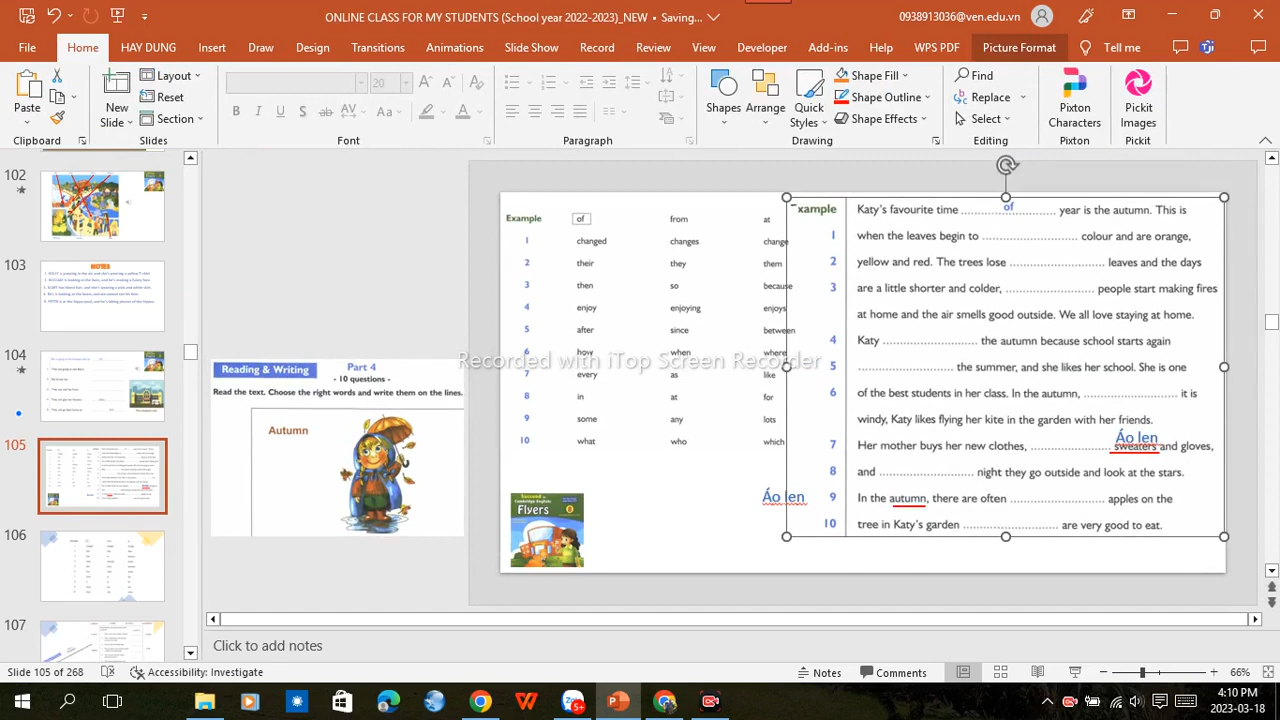 ONLINE CLASS FOR MY STUDENTS (School year 2022-2023)_NEW • Saving...
0938913036@ven.edu.vn
File Home HAY DUNG Insert Draw Design Transitions Animations Slide Show Record Review View Developer Add-ins Help WPS PDF Picture Format Tell me
Paste
New
Slide
Layout
Reset
Section
20
B I U S ab AV Aa
Shapes
Arrange
Quick
Styles
Shape Fill
Shape Outline
Shape Effects
Find
Replace
Select
Pixton
Characters
Pickit
Images
Clipboard Slides Font Paragraph Drawing Editing Pixton Pickit
102
103
NOTES
104
105
106
107
Reading & Writing Part 4
- 10 questions -
Read the text. Choose the right words and write them on the lines.
Autumn
Example of from at
1 changed changes change
2 their they them
3 then so because
4 enjoy enjoying enjoys
5 after since between
6 how when where
7 every as like
8 in at for
9 some any lots
10 what who which
Succeed in
Cambridge English
Flyers
8
xample Katy's favourite time .................... year is the autumn. This is
of
1 when the leaves begin to .................... colour and are orange,
2 yellow and red. The trees lose .................... leaves and the days
are a little shorter and colder, .................... people start making fires
at home and the air smells good outside. We all love staying at home.
4 Katy .................... the autumn because school starts again
5 .................... the summer, and she likes her school. She is one
6 of the best students in her class. In the autumn, .................... it is
windy, Katy likes flying her kite in the garden with her friends.
Áo len
7 Her mother buys her new clothes, .................... sweaters and gloves,
8 and .................... night they go outside and look at the stars.
Áo len
9 In the autumn, there are often .................... apples on the
10 tree in Katy's garden .................... are very good to eat.
Recorded with iTop Screen Recorder
Click to add notes
Slide 105 of 268 Accessibility: Investigate Notes Comments 66%
5+
4:10 PM
2023-03-18